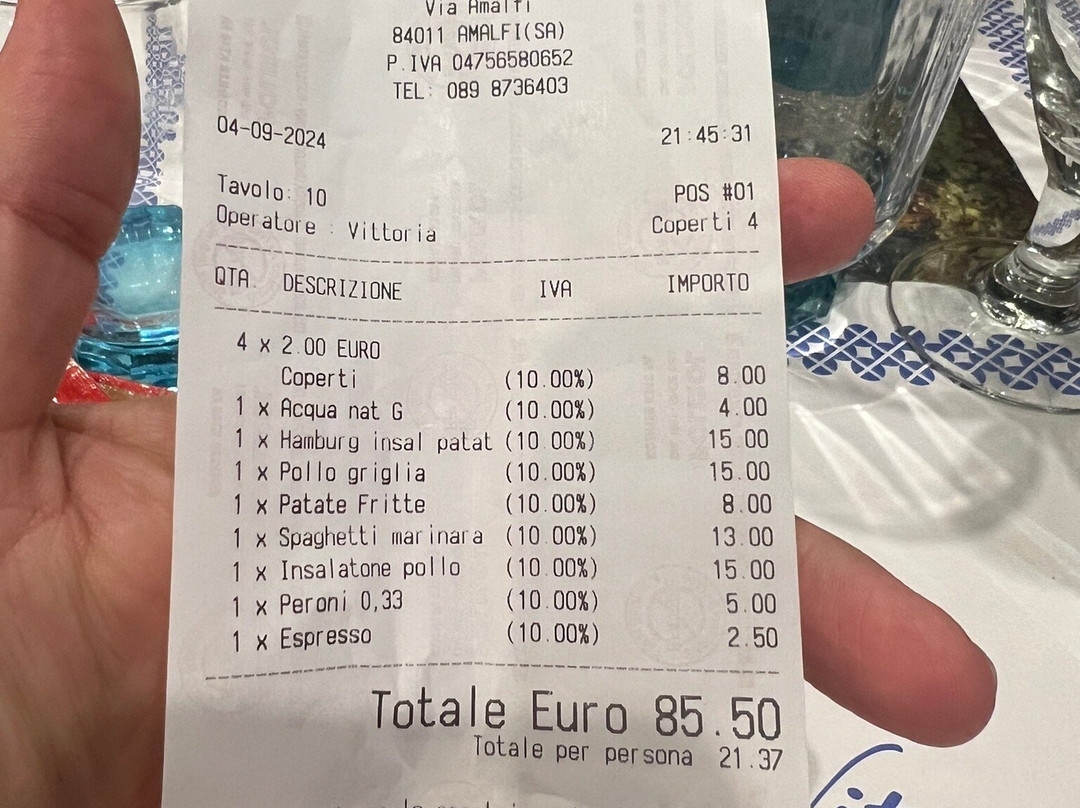 Via Amalfi
84011 AMALFI(SA)
P.IVA 04756580652
TEL: 089 8736403
04-09-2024 21:45:31
Tavolo: 10 POS #01
Operatore : Vittoria Coperti 4
QTA. DESCRIZIONE IVA IMPORTO
4 x 2.00 EURO
Coperti (10.00%) 8.00
1 x Acqua nat G (10.00%) 4.00
1 x Hamburg insal patat (10.00%) 15.00
1 x Pollo griglia (10.00%) 15.00
1 x Patate Fritte (10.00%) 8.00
1 x Spaghetti marinara (10.00%) 13.00
1 x Insalatone pollo (10.00%) 15.00
1 x Peroni 0,33 (10.00%) 5.00
1 x Espresso (10.00%) 2.50
Totale Euro 85.50
Totale per persona 21.37